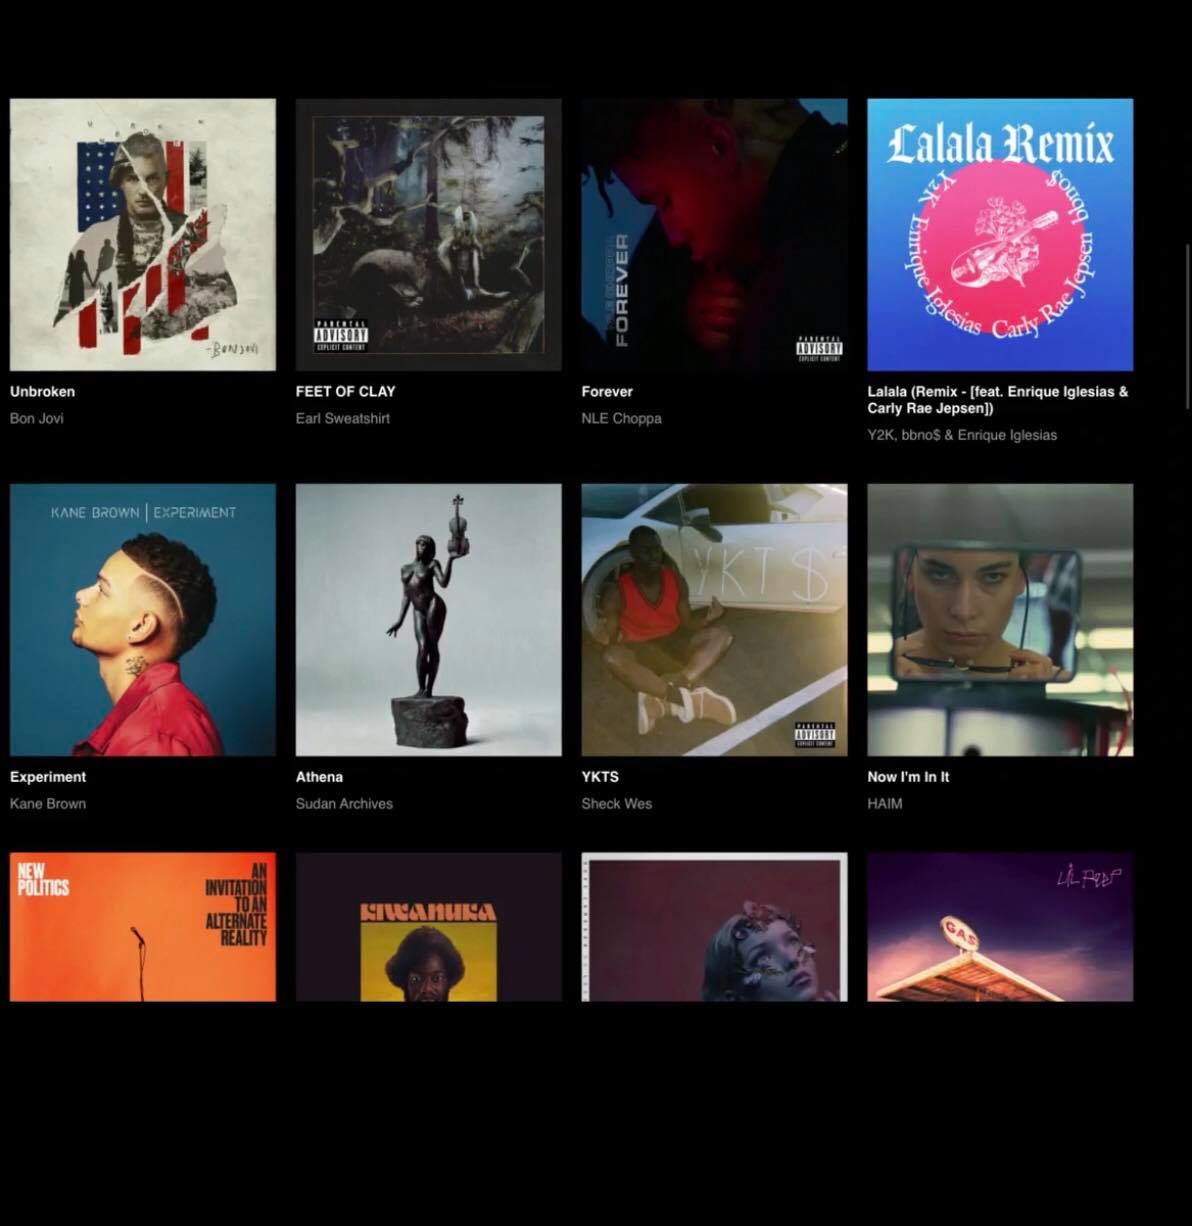 UNBROKEN
-BON JOVI
PARENTAL
ADVISORY
EXPLICIT CONTENT
NLE CHOPPA
FOREVER
PARENTAL
ADVISORY
EXPLICIT CONTENT
Lalala Remix
Y2K Enrique Iglesias Carly Rae Jepsen bbno$
Unbroken
FEET OF CLAY
Forever
Lalala (Remix - [feat. Enrique Iglesias &
Carly Rae Jepsen])
Bon Jovi
Earl Sweatshirt
NLE Choppa
Y2K, bbno$ & Enrique Iglesias
KANE BROWN | EXPERIMENT
YKT$
PARENTAL
ADVISORY
EXPLICIT CONTENT
Experiment
Athena
YKTS
Now I'm In It
Kane Brown
Sudan Archives
Sheck Wes
HAIM
NEW
POLITICS
AN
INVITATION
TO AN
ALTERNATE
REALITY
KIWANUKA
LiL PEEP
GAS